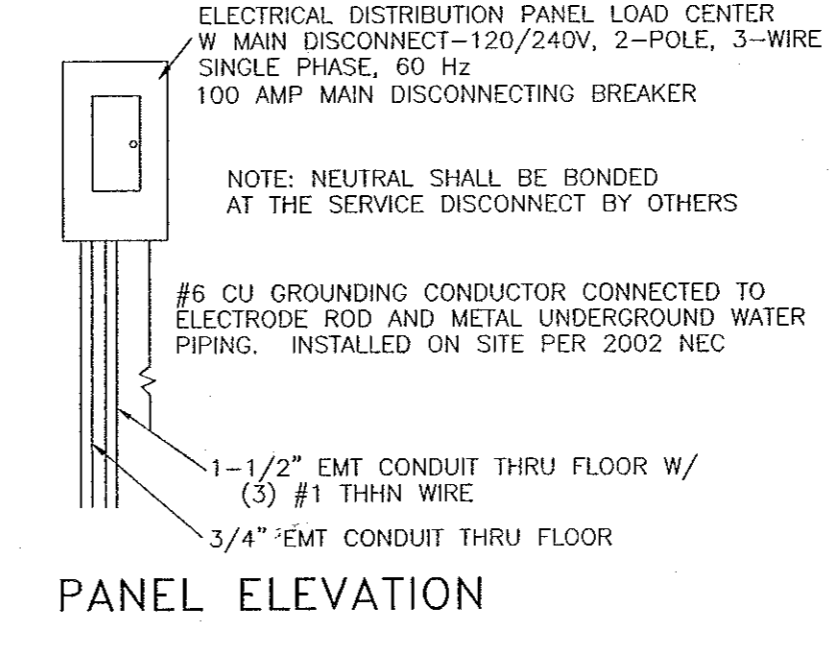 ELECTRICAL DISTRIBUTION PANEL LOAD CENTER
W MAIN DISCONNECT-120/240V, 2-POLE, 3-WIRE
SINGLE PHASE, 60 Hz
100 AMP MAIN DISCONNECTING BREAKER
NOTE: NEUTRAL SHALL BE BONDED
AT THE SERVICE DISCONNECT BY OTHERS
#6 CU GROUNDING CONDUCTOR CONNECTED TO
ELECTRODE ROD AND METAL UNDERGROUND WATER
PIPING. INSTALLED ON SITE PER 2002 NEC
1-1/2" EMT CONDUIT THRU FLOOR W/
(3) #1 THHN WIRE
3/4" EMT CONDUIT THRU FLOOR
PANEL ELEVATION